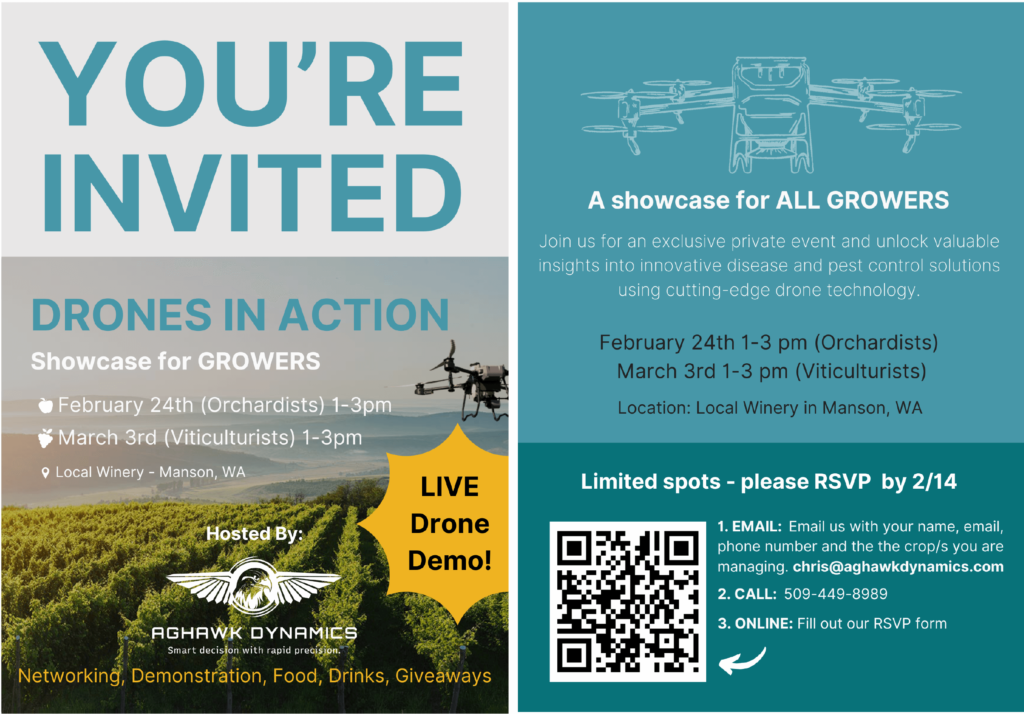 YOU'RE
INVITED
DRONES IN ACTION
Showcase for GROWERS
February 24th (Orchardists) 1-3pm
March 3rd (Viticulturists) 1-3pm
Local Winery - Manson, WA
LIVE
Drone
Demo!
Hosted By:
AGHAWK DYNAMICS
Smart decision with rapid precision.
Networking, Demonstration, Food, Drinks, Giveaways
A showcase for ALL GROWERS
Join us for an exclusive private event and unlock valuable
insights into innovative disease and pest control solutions
using cutting-edge drone technology.
February 24th 1-3 pm (Orchardists)
March 3rd 1-3 pm (Viticulturists)
Location: Local Winery in Manson, WA
Limited spots - please RSVP by 2/14
1. EMAIL: Email us with your name, email,
phone number and the the crop/s you are
managing. chris@aghawkdynamics.com
2. CALL: 509-449-8989
3. ONLINE: Fill out our RSVP form